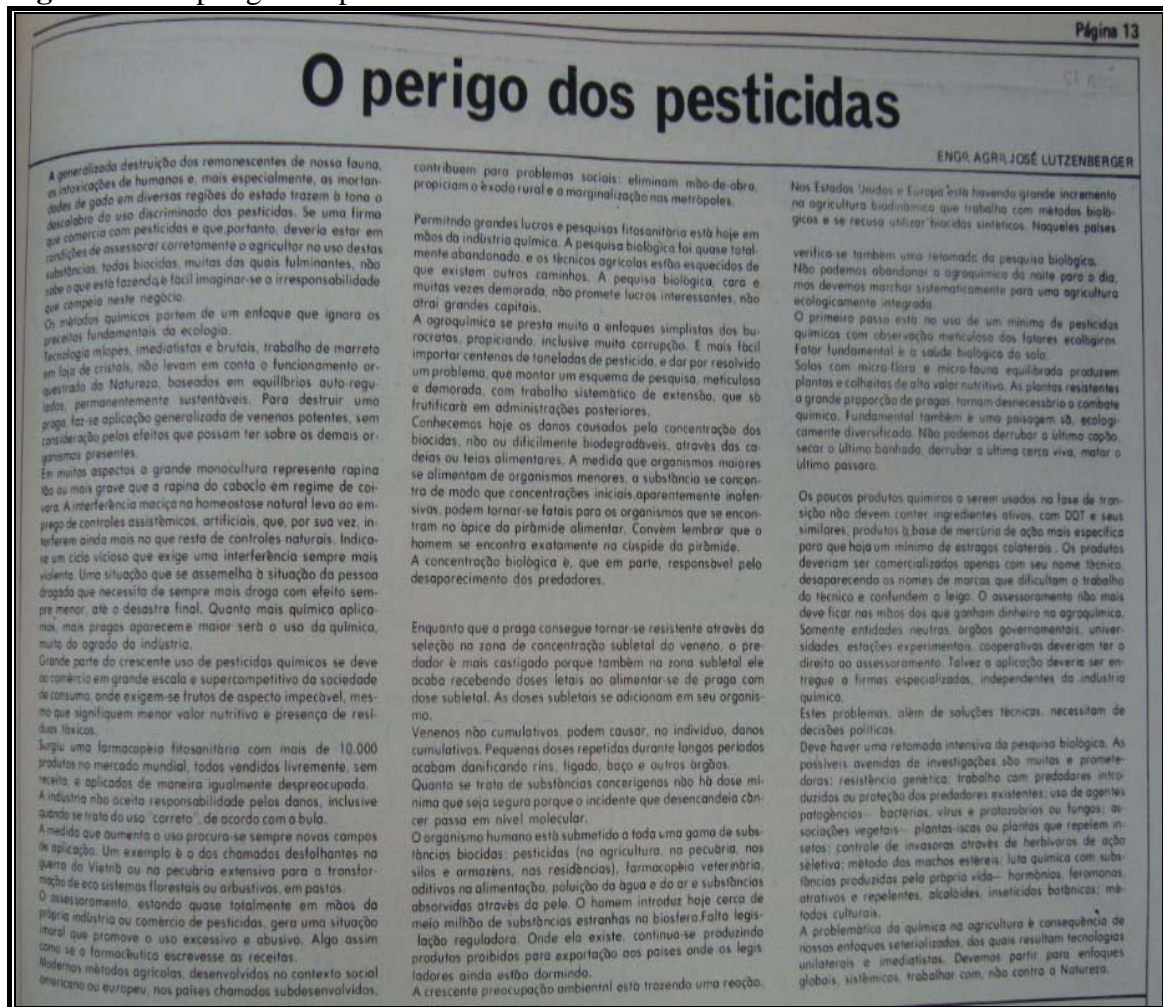 Página 13
O perigo dos pesticidas
ENGº, AGRº, JOSÉ LUTZENBERGER
A generalizada destruição dos remanescentes de nossa fauna,
as intoxicações de humanos e, mais especialmente, as mortan-
dades de gado em diversas regiões do estado trazem à tona o
descalabro do uso discriminado dos pesticidas. Se uma firma
que comercia com pesticidas e que,portanto, deveria estar em
condições de assessorar corretamente o agricultor no uso destas
substâncias, todas biocidas, muitas das quais fulminantes, não
sabe o que está fazendo,é fácil imaginar-se a irresponsabilidade
que campeia neste negócio.
Os métodos químicos partem de um enfoque que ignora os
preceitos fundamentais da ecologia.
Tecnologia míopes, imediatistas e brutais, trabalho de marreta
em loja de cristais, não levam em conta o funcionamento or-
questrado da Natureza, baseados em equilíbrios auto-regu-
lados, permanentemente sustentáveis. Para destruir uma
praga, faz-se aplicação generalizada de venenos potentes, sem
consideração pelos efeitos que possam ter sobre os demais or-
ganismos presentes.
Em muitos aspectos a grande monocultura representa rapina
tão ou mais grave que a rapina do caboclo em regime de coi-
vara. A interferência maciça na homeostase natural leva ao em-
prego de controles assistêmicos, artificiais, que, por sua vez, in-
terferem ainda mais no que resta de controles naturais. Indica-
se um ciclo vicioso que exige uma interferência sempre mais
violenta. Uma situação que se assemelha à situação da pessoa
drogada que necessita de sempre mais droga com efeito sem-
pre menor, até o desastre final. Quanto mais química aplica-
mos, mais pragas aparecem e maior será o uso da química,
muito do agrado da indústria.
Grande parte do crescente uso de pesticidas químicos se deve
ao comércio em grande escala e supercompetitivo da sociedade
de consumo, onde exigem-se frutos de aspecto impecável, mes-
mo que signifiquem menor valor nutritivo e presença de resí-
duos tóxicos.
Surgiu uma farmacopéia fitosanitária com mais de 10.000
produtos no mercado mundial, todos vendidos livremente, sem
receita, e aplicados de maneira igualmente despreocupada.
A indústria não aceita responsabilidade pelos danos, inclusive
quando se trata do uso "correto", de acordo com a bula.
A medida que aumenta o uso procura-se sempre novos campos
de aplicação. Um exemplo é o dos chamados desfolhantes na
guerra do Vietnã ou na pecuária extensiva para a transfor-
mação de eco sistemas florestais ou arbustivos, em pastos.
O assessoramento, estando quase totalmente em mãos da
própria indústria ou comércio de pesticidas, gera uma situação
imoral que promove o uso excessivo e abusivo. Algo assim
como se o farmacêutico escrevesse as receitas.
Modernos métodos agrícolas, desenvolvidos no contexto social
americano ou europeu, nos países chamados subdesenvolvidos,
contribuem para problemas sociais: eliminam mão-de-obra,
propiciam o êxodo rural e a marginalização nas metrópoles.
Permitndo grandes lucros e pesquisas fitosanitária está hoje em
mãos da indústria química. A pesquisa biológica foi quase total-
mente abandonada, e os técnicos agrícolas estão esquecidos de
que existem outros caminhos. A pequisa biológica, cara e
muitas vezes demorada, não promete lucros interessantes, não
atrai grandes capitais.
A agroquímica se presta muito a enfoques simplistas dos bu-
rocratas, propiciando, inclusive muita corrupção. É mais fácil
importar centenas de toneladas de pesticida, e dar por resolvido
um problema, que montar um esquema de pesquisa, meticulosa
e demorada, com trabalho sistemático de extensão, que só
frutificará em administrações posteriores.
Conhecemos hoje os danos causados pela concentração dos
biocidas, não ou dificilmente biodegradáveis, através das ca-
deias ou teias alimentares. A medida que organismos maiores
se alimentam de organismos menores, a substância se concen-
tra de modo que concentrações iniciais,aparentemente inofen-
sivas, podem tornar-se fatais para os organismos que se encon-
tram no ápice da pirâmide alimentar. Convém lembrar que o
homem se encontra exatamente na cúspide da pirâmide.
A concentração biológica é, que em parte, responsável pelo
desaparecimento dos predadores.
Enquanto que a praga consegue tornar-se resistente através da
seleção na zona de concentração subletal do veneno, o pre-
dador é mais castigado porque também na zona subletal ele
acaba recebendo doses letais ao alimentar-se de praga com
dose subletal. As doses subletais se adicionam em seu organis-
mo.
Venenos não cumulativos, podem causar, no indivíduo, danos
cumulativos. Pequenas doses repetidas durante longos períodos
acabam danificando rins, fígado, baço e outros órgãos.
Quanto se trata de substâncias cancerígenas não há dose mí-
nima que seja segura porque o incidente que desencandeia cân-
cer passa em nível molecular.
O organismo humano está submetido a toda uma gama de subs-
tâncias biocidas: pesticidas (na agricultura, na pecuária, nos
silos e armazéns, nas residências), farmacopéia veterinária,
aditivos na alimentação, poluição da água e do ar e substâncias
absorvidas através da pele. O homem introduz hoje cerca de
meio milhão de substâncias estranhas na biosfera.Falta legis-
lação reguladora. Onde ela existe, continua-se produzindo
produtos proibidos para exportação aos países onde os legis
ladores ainda estão dormindo.
A crescente preocupação ambiental está trazendo uma reação.
Nos Estados Unidos e Europa está havendo grande incremento
na agricultura biodinâmica que trabalha com métodos bioló-
gicos e se recusa utilizar biocidas sintéticos. Naqueles países
verifica-se também uma retomada da pesquisa biológica.
Não podemos abandonar a agroquímica da noite para o dia,
mas devemos marchar sistematicamente para uma agricultura
ecologicamente integrada.
O primeiro passo está no uso de um mínimo de pesticidas
químicos com observação meticulosa dos fatores ecológiros.
Fator fundamental é a saúde biológica do solo.
Solos com micro-flora e micro-fauna equilibrada produzem
plantas e colheitas de alto valor nutritivo. As plantas resistentes
a grande proporção de pragas, tornam desnecessário o combate
químico. Fundamental também é uma paisagem sã, ecologi-
camente diversificada. Não podemos derrubar o último capão,
secar o último banhado, derrubar a última cerca viva, matar o
último passaro.
Os poucos produtos químicos a serem usados na fase de tran-
sição não devem conter ingredientes ativos, com DDT e seus
similares, produtos à base de mercúrio de ação mais específica
para que haja um mínimo de estragos colaterais . Os produtos
deveriam ser comercializados apenas com seu nome técnico,
desaparecendo os nomes de marcas que dificultam o trabalho
do técnico e confundem o leigo. O assessoramento não mais
deve ficar nas mãos dos que ganham dinheiro na agroquímica.
Somente entidades neutras, órgãos governamentais, univer-
sidades, estações experimentais, cooperativas deveriam ter o
direito ao assessoramento. Talvez a aplicação deveria ser en-
tregue a firmas especializadas, independentes da indústria
química.
Estes problemas, além de soluções técnicas, necessitam de
decisões políticas.
Deve haver uma retomada intensiva da pesquisa biológica. As
possíveis avenidas de investigações são muitas e promete-
doras: resistência genética; trabalho com predadores intro-
duzidos ou proteção dos predadores existentes; uso de agentes
patogências— bactérias, vírus e protazoários ou fungos; as-
sociações vegetais— plantas-iscas ou plantas que repelem in-
setos; controle de invasoras através de herbívoros de ação
seletiva; método dos machos estéreis; luta química com subs-
tâncias produzidas pela própria vida— hormônios, feromonas,
atrativos e repelentes, alcalóides, inseticidas botânicos; mé-
todos culturais.
A problemática da química na agricultura é consequência de
nossos enfoques seterializados, dos quais resultam tecnologias
unilaterais e imediatistas. Devemos partir para enfoques
globais, sistêmicos, trabalhar com, não contra a Natureza.